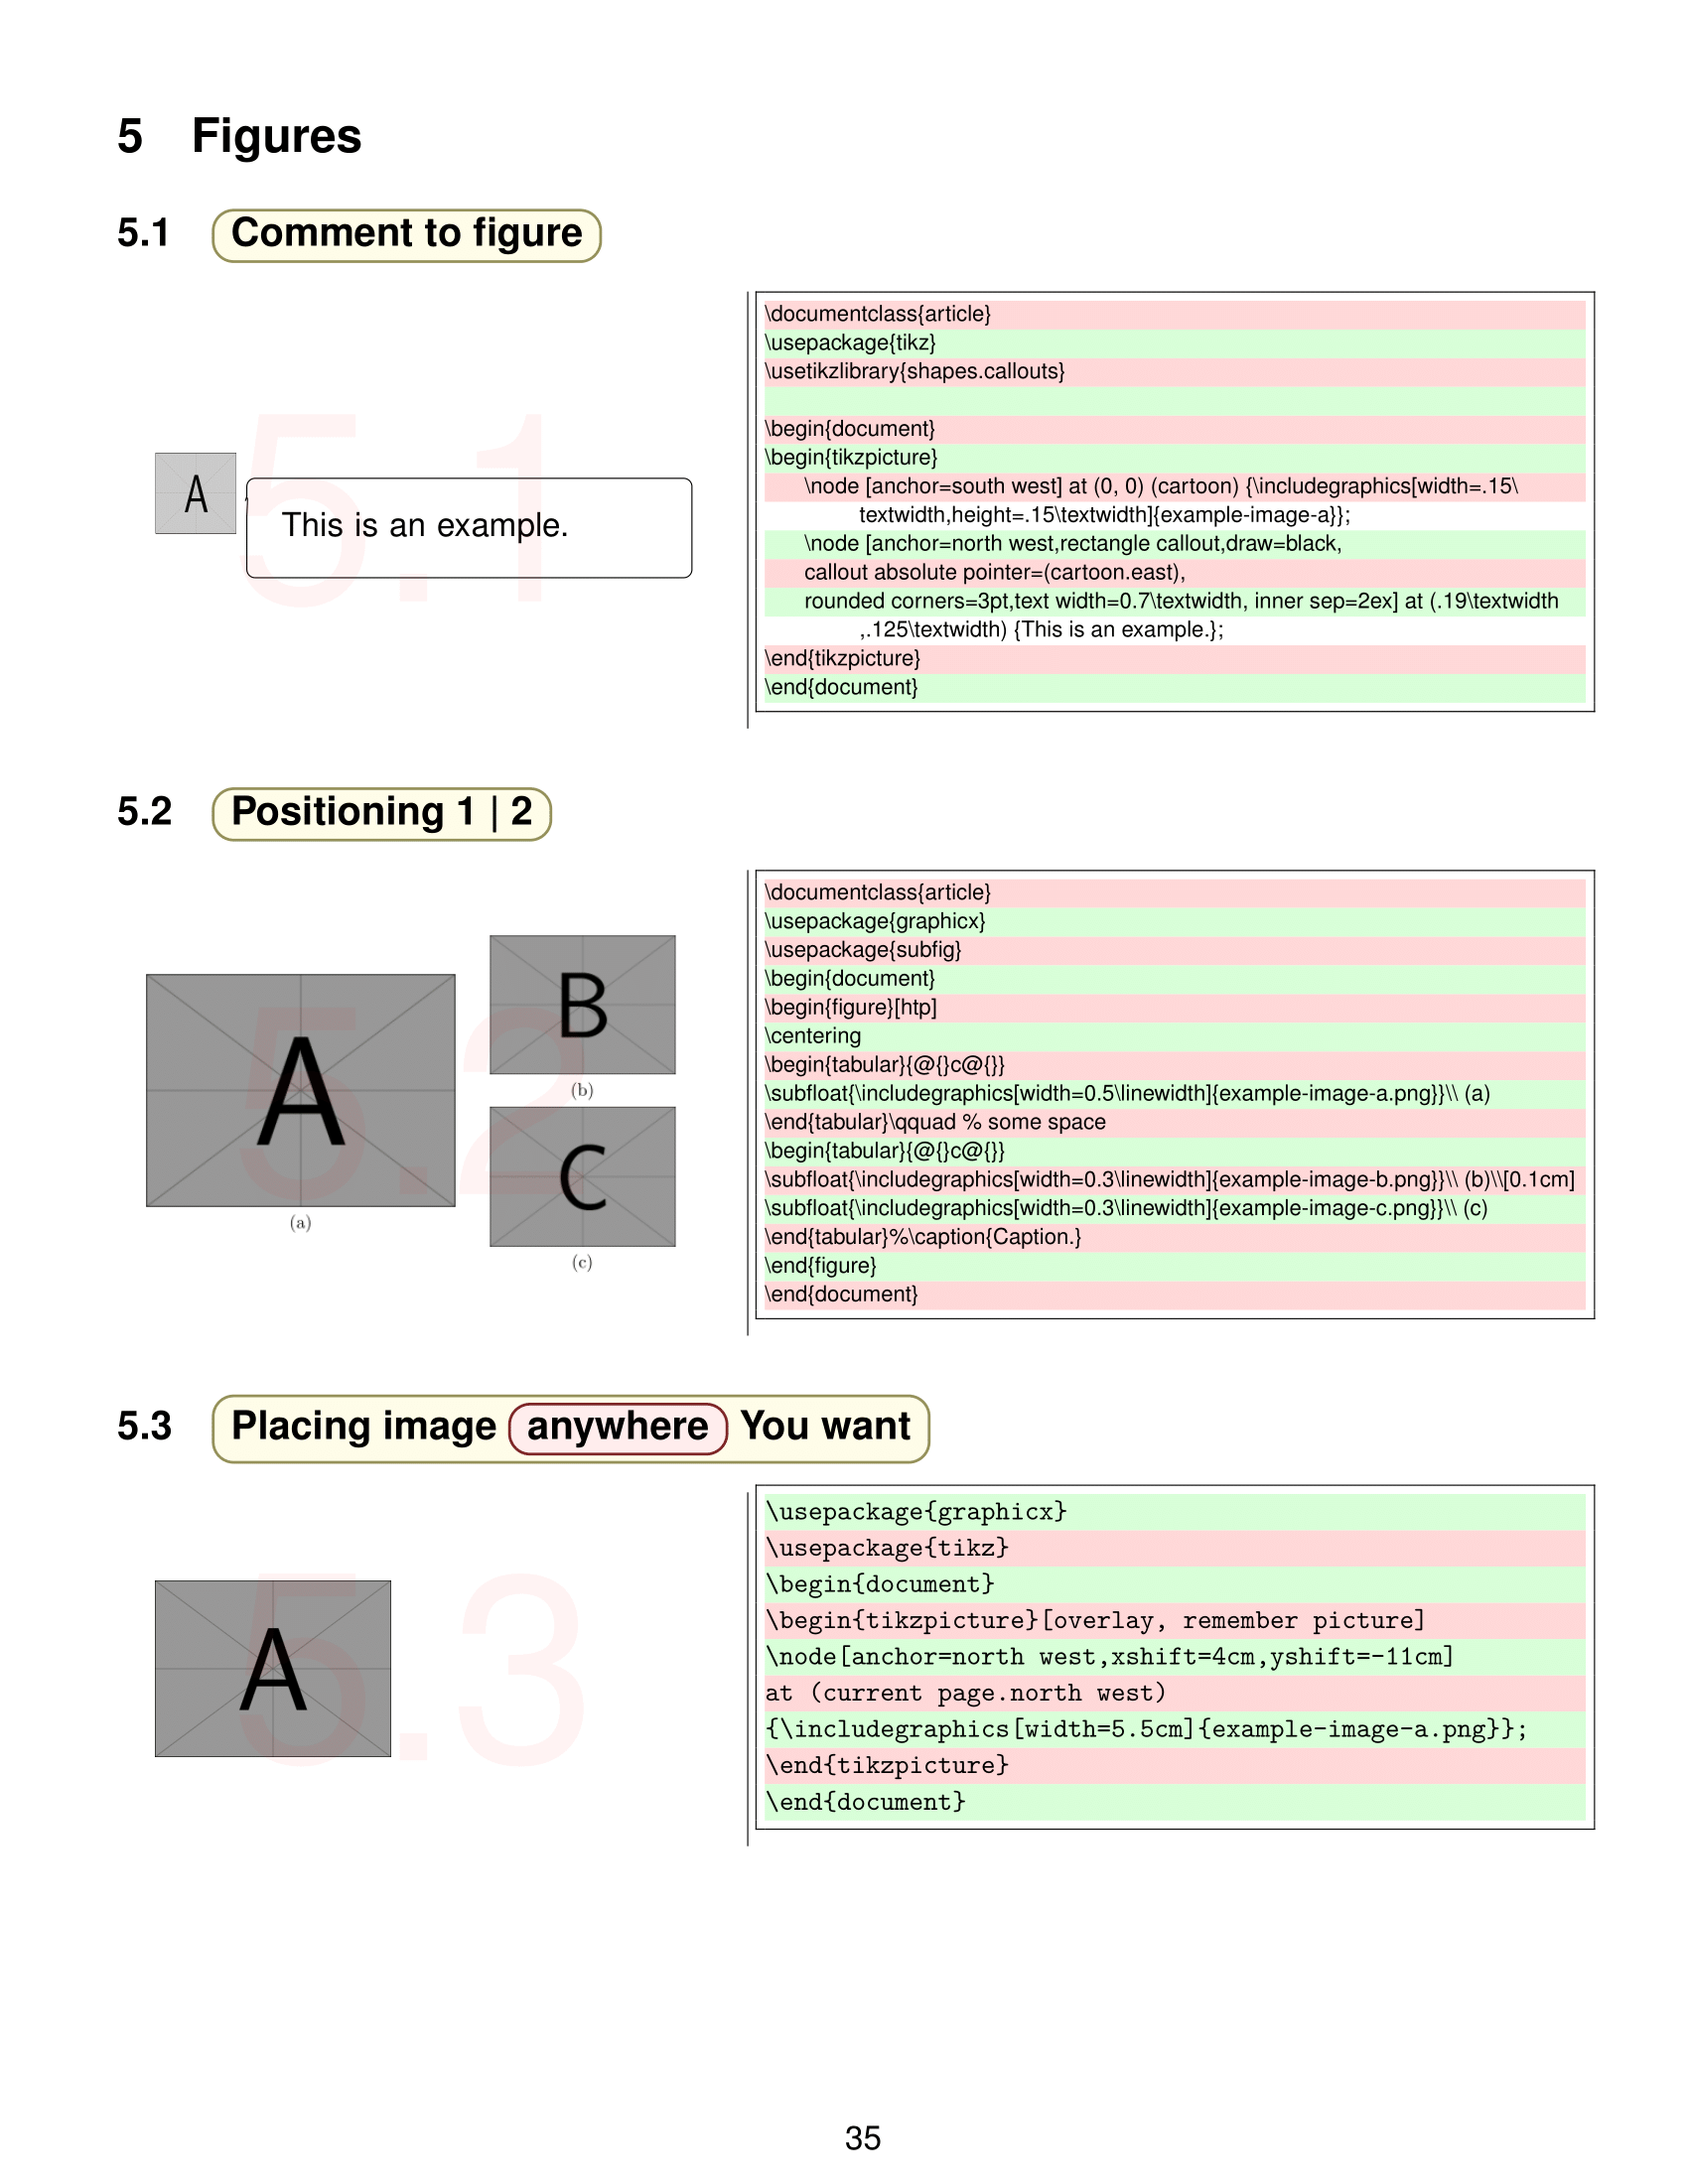 5 Figures
5.1 Comment to figure
5.1
A
This is an example.
\documentclass{article}
\usepackage{tikz}
\usetikzlibrary{shapes.callouts}
\begin{document}
\begin{tikzpicture}
\node [anchor=south west] at (0, 0) (cartoon) {\includegraphics[width=.15\
textwidth,height=.15\textwidth]{example-image-a}};
\node [anchor=north west,rectangle callout,draw=black,
callout absolute pointer=(cartoon.east),
rounded corners=3pt,text width=0.7\textwidth, inner sep=2ex] at (.19\textwidth
,.125\textwidth) {This is an example.};
\end{tikzpicture}
\end{document}
5.2 Positioning 1 | 2
5.2
A
(a)
B
(b)
C
(c)
\documentclass{article}
\usepackage{graphicx}
\usepackage{subfig}
\begin{document}
\begin{figure}[htp]
\centering
\begin{tabular}{@{}c@{}}
\subfloat{\includegraphics[width=0.5\linewidth]{example-image-a.png}}\\ (a)
\end{tabular}\qquad % some space
\begin{tabular}{@{}c@{}}
\subfloat{\includegraphics[width=0.3\linewidth]{example-image-b.png}}\\ (b)\\[0.1cm]
\subfloat{\includegraphics[width=0.3\linewidth]{example-image-c.png}}\\ (c)
\end{tabular}%\caption{Caption.}
\end{figure}
\end{document}
5.3 Placing image anywhere You want
5.3
A
\usepackage{graphicx}
\usepackage{tikz}
\begin{document}
\begin{tikzpicture}[overlay, remember picture]
\node[anchor=north west,xshift=4cm,yshift=-11cm]
at (current page.north west)
{\includegraphics[width=5.5cm]{example-image-a.png}};
\end{tikzpicture}
\end{document}
35